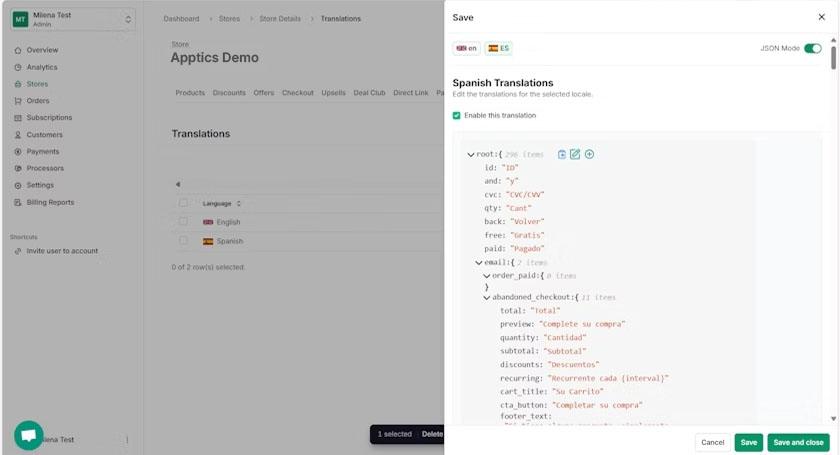 MT Milena Test
Admin
Overview
Analytics
Stores
Orders
Subscriptions
Customers
Payments
Processors
Settings
Billing Reports
Shortcuts
Invite user to account
ilena Test
Dashboard > Stores > Store Details > Translations
Store
Apptics Demo
Products Discounts Offers Checkout Upsells Deal Club Direct Link Pa
Translations
Language
English
Spanish
0 of 2 row(s) selected.
1 selected Delete
Save
en ES JSON Mode
Spanish Translations
Edit the translations for the selected locale.
Enable this translation
root:{ 296 items
id: "ID"
and: "y"
cvc: "CVC/CVV"
qty: "Cant"
back: "Volver"
free: "Gratis"
paid: "Pagado"
email:{ 2 items
order_paid:{ 0 items
}
abandoned_checkout:{ 11 items
total: "Total"
preview: "Complete su compra"
quantity: "Cantidad"
subtotal: "Subtotal"
discounts: "Descuentos"
recurring: "Recurrente cada {interval}"
cart_title: "Su Carrito"
cta_button: "Completar su compra"
footer_text:
Cancel Save Save and close